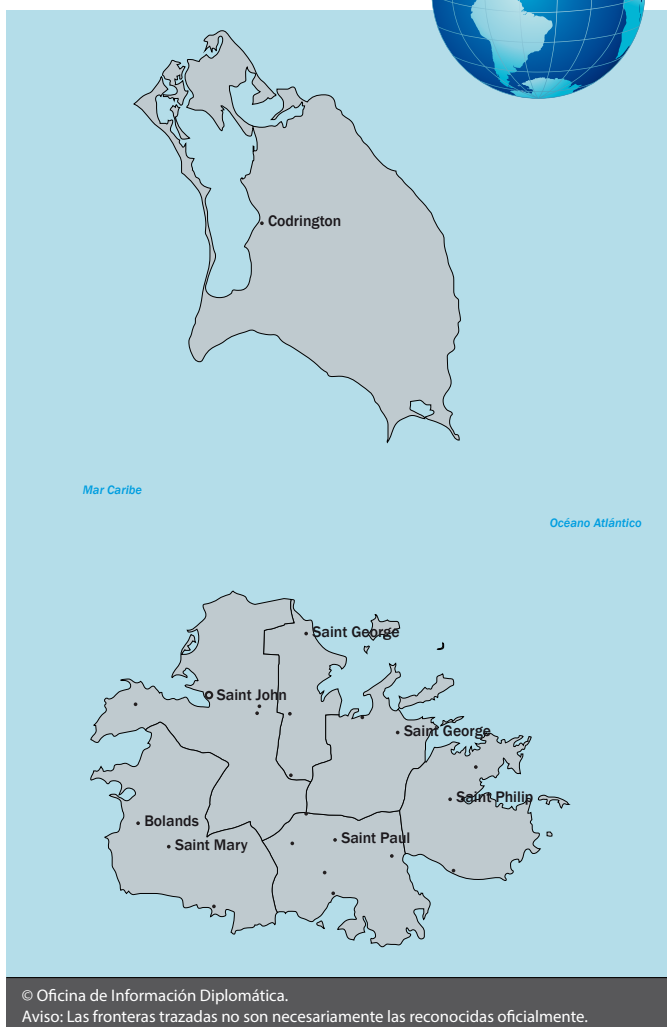 Codrington
Mar Caribe
Océano Atlántico
Saint George
Saint John
Saint George
Saint Philip
Bolands
Saint Paul
Saint Mary
© Oficina de Información Diplomática.
Aviso: Las fronteras trazadas no son necesariamente las reconocidas oficialmente.